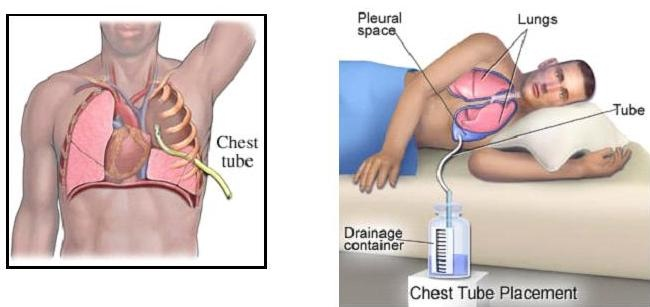 Chest
tube
Pleural
space
Lungs
Tube
Drainage
container
Chest Tube Placement